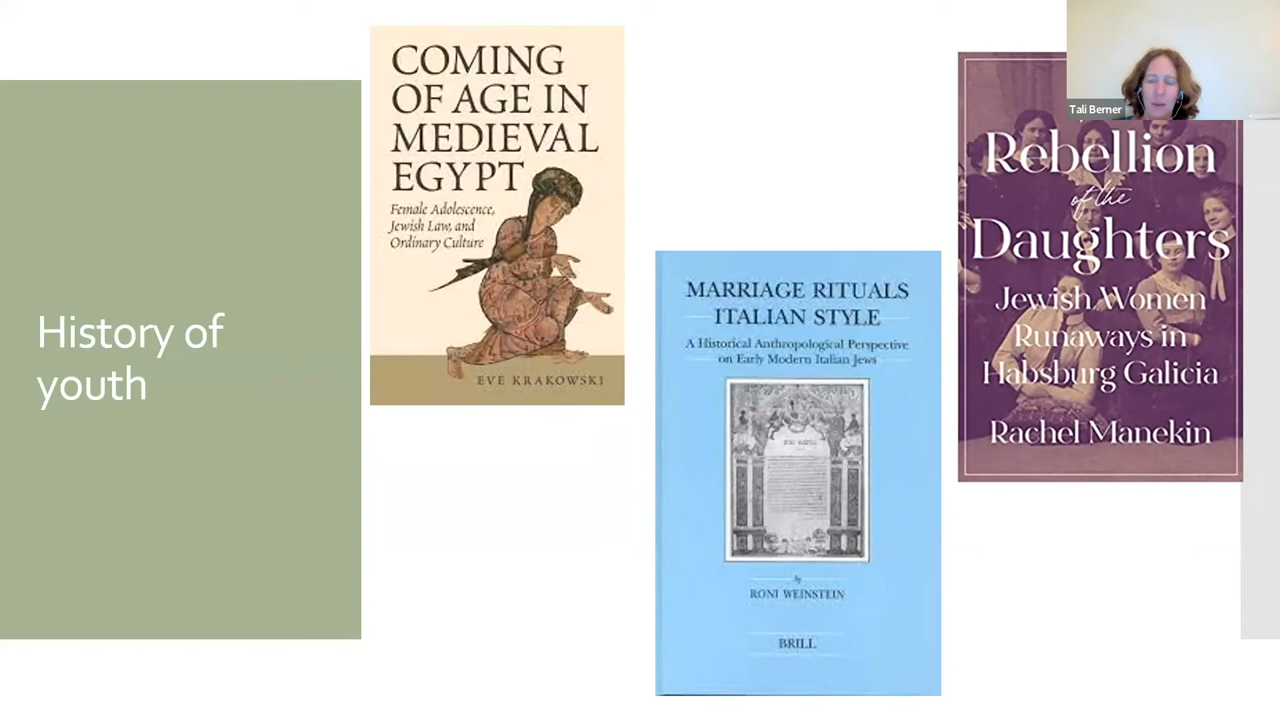 History of
youth
COMING
OF AGE IN
MEDIEVAL
EGYPT
Female Adolescence,
Jewish Law, and
Ordinary Culture
EVE KRAKOWSKI
MARRIAGE RITUALS
ITALIAN STYLE
A Historical Anthropological Perspective
on Early Modern Italian Jews
by
RONI WEINSTEIN
BRILL
Rebellion
of the
Daughters
Jewish Women
Runaways in
Habsburg Galicia
Rachel Manekin
Tali Berner